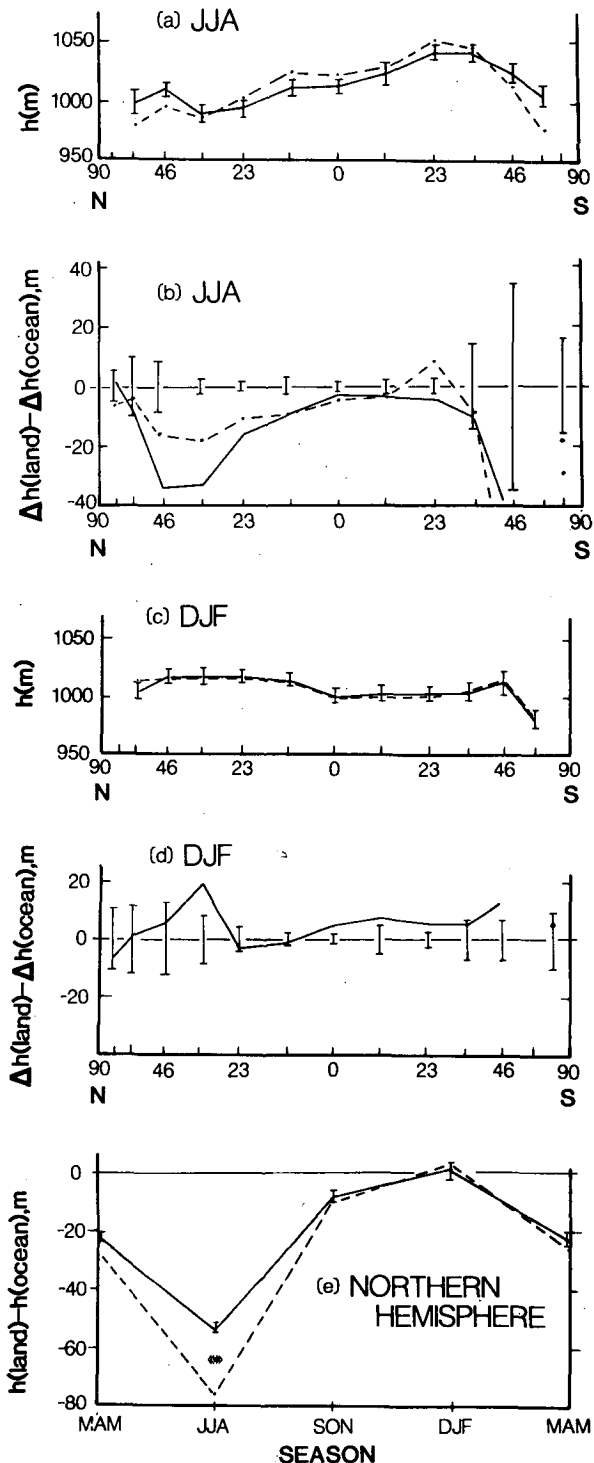 (a) JJA
h(m)
1050
1000
950
90 46 23 0 23 46 90
N S
(b) JJA
Δh(land)−Δh(ocean),m
40
20
0
-20
-40
90 46 23 0 23 46 90
N S
(c) DJF
h(m)
1050
1000
950
90 46 23 0 23 46 90
N S
(d) DJF
Δh(land)−Δh(ocean),m
20
0
-20
90 46 23 0 23 46 90
N S
(e) NORTHERN
HEMISPHERE
h(land)−h(ocean),m
0
-20
-40
-60
-80
MAM JJA SON DJF MAM
SEASON